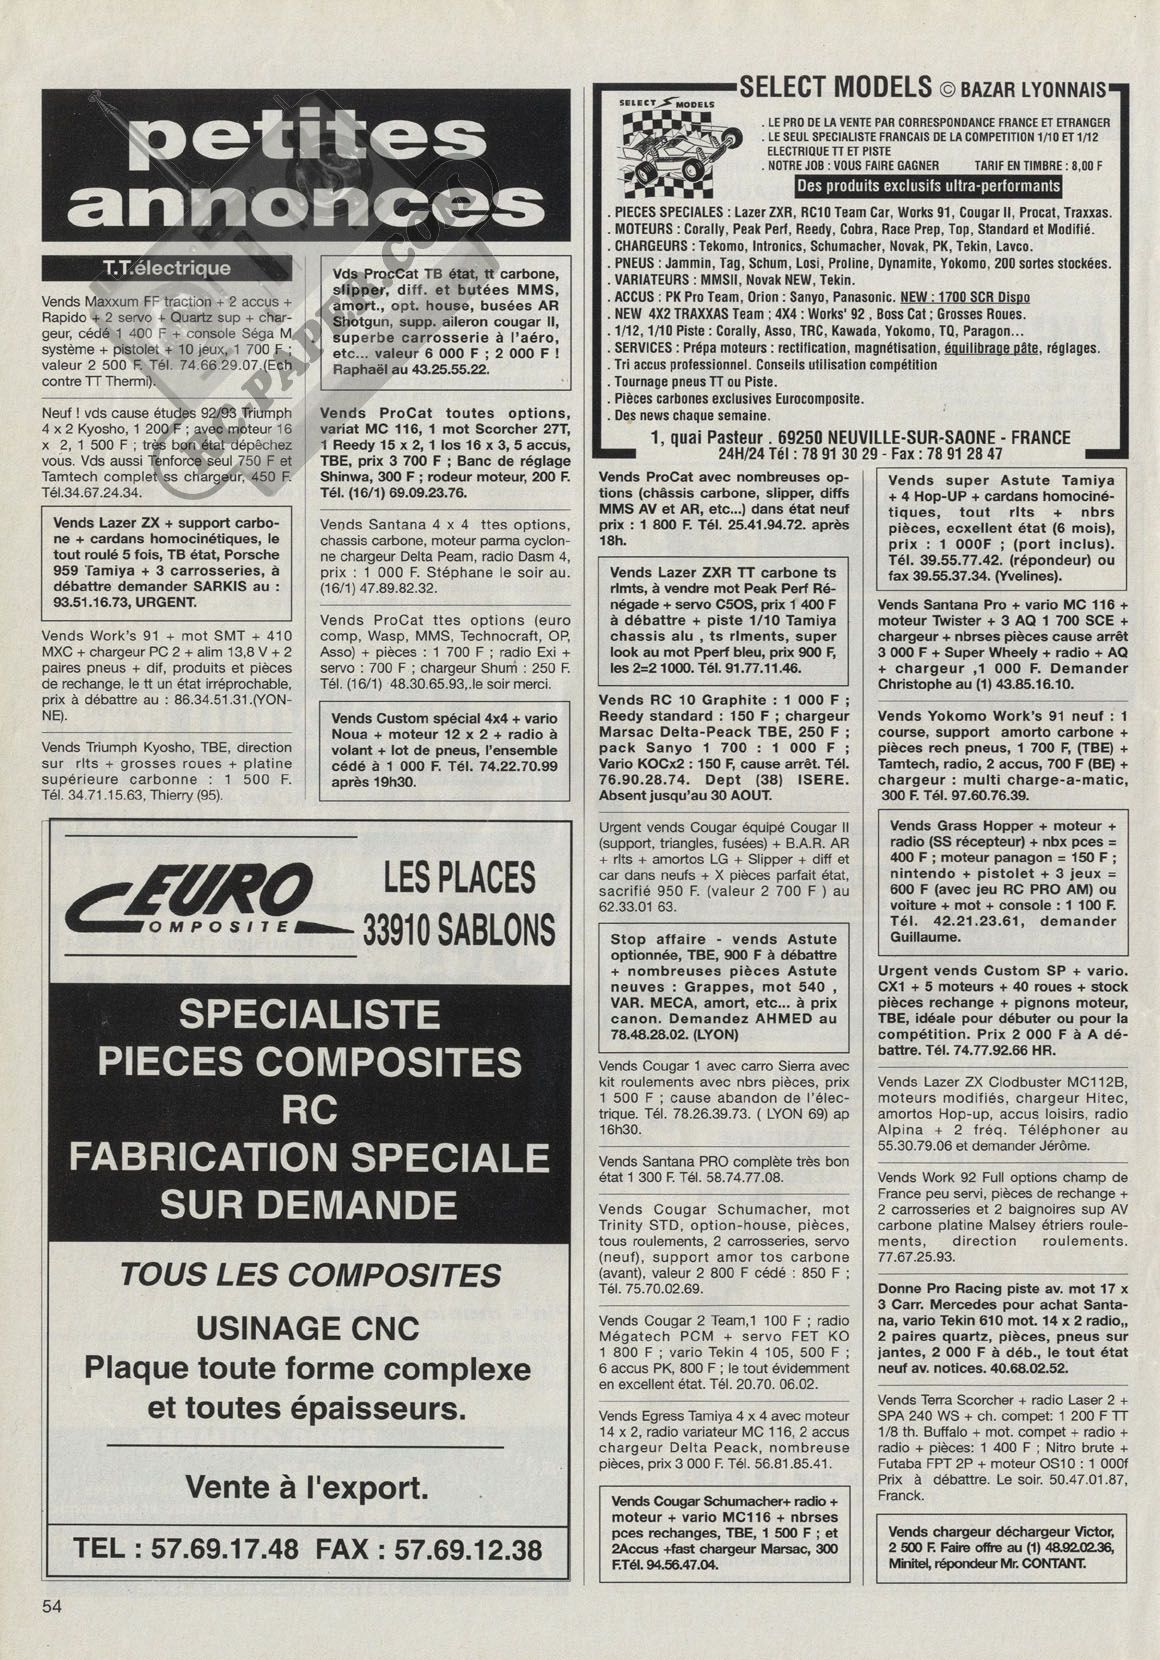 petites
annonces
T.T.électrique
Vends Maxxum FF traction + 2 accus +
Rapido + 2 servo + Quartz sup + char-
geur, cédé 1 400 F + console Séga M
système + pistolet + 10 jeux, 1 700 F ;
valeur 2 500 F. Tél. 74.66.29.07.(Ech
contre TT Thermi).
Neuf ! vds cause études 92/93 Triumph
4 x 2 Kyosho, 1 200 F ; avec moteur 16
x 2, 1 500 F ; très bon état dépêchez
vous. Vds aussi Tenforce seul 750 F et
Tamtech complet ss chargeur, 450 F.
Tél.34.67.24.34.
Vends Lazer ZX + support carbo-
ne + cardans homocinétiques, le
tout roulé 5 fois, TB état, Porsche
959 Tamiya + 3 carrosseries, à
débattre demander SARKIS au :
93.51.16.73, URGENT.
Vends Work's 91 + mot SMT + 410
MXC + chargeur PC 2 + alim 13,8 V + 2
paires pneus + dif, produits et pièces
de rechange, le tt un état irréprochable,
prix à débattre au : 86.34.51.31.(YON-
NE).
Vends Triumph Kyosho, TBE, direction
sur rlts + grosses roues + platine
supérieure carbonne : 1 500 F.
Tél. 34.71.15.63, Thierry (95).
Vds ProcCat TB état, tt carbone,
slipper, diff. et butées MMS,
amort., opt. house, busées AR
Shotgun, supp. aileron cougar II,
superbe carrosserie à l'aéro,
etc... valeur 6 000 F ; 2 000 F !
Raphaël au 43.25.55.22.
Vends ProCat toutes options,
variat MC 116, 1 mot Scorcher 27T,
1 Reedy 15 x 2, 1 los 16 x 3, 5 accus,
TBE, prix 3 700 F ; Banc de réglage
Shinwa, 300 F ; rodeur moteur, 200 F.
Tél. (16/1) 69.09.23.76.
Vends Santana 4 x 4 ttes options,
chassis carbone, moteur parma cyclon-
ne chargeur Delta Peam, radio Dasm 4,
prix : 1 000 F. Stéphane le soir au.
(16/1) 47.89.82.32.
Vends ProCat ttes options (euro
comp, Wasp, MMS, Technocraft, OP,
Asso) + pièces : 1 700 F ; radio Exi +
servo : 700 F ; chargeur Shum : 250 F.
Tél. (16/1) 48.30.65.93,.le soir merci.
Vends Custom spécial 4x4 + vario
Noua + moteur 12 x 2 + radio à
volant + lot de pneus, l'ensemble
cédé à 1 000 F. Tél. 74.22.70.99
après 19h30.
EURO
COMPOSITE
LES PLACES
33910 SABLONS
SPECIALISTE
PIECES COMPOSITES
RC
FABRICATION SPECIALE
SUR DEMANDE
TOUS LES COMPOSITES
USINAGE CNC
Plaque toute forme complexe
et toutes épaisseurs.
Vente à l'export.
TEL : 57.69.17.48 FAX : 57.69.12.38
SELECT MODELS © BAZAR LYONNAIS
SELECT S MODELS
. LE PRO DE LA VENTE PAR CORRESPONDANCE FRANCE ET ETRANGER
. LE SEUL SPECIALISTE FRANCAIS DE LA COMPETITION 1/10 ET 1/12
ELECTRIQUE TT ET PISTE
. NOTRE JOB : VOUS FAIRE GAGNER TARIF EN TIMBRE : 8,00 F
Des produits exclusifs ultra-performants
. PIECES SPECIALES : Lazer ZXR, RC10 Team Car, Works 91, Cougar II, Procat, Traxxas.
. MOTEURS : Corally, Peak Perf, Reedy, Cobra, Race Prep, Top, Standard et Modifié.
. CHARGEURS : Tekomo, Intronics, Schumacher, Novak, PK, Tekin, Lavco.
. PNEUS : Jammin, Tag, Schum, Losi, Proline, Dynamite, Yokomo, 200 sortes stockées.
. VARIATEURS : MMSII, Novak NEW, Tekin.
. ACCUS : PK Pro Team, Orion : Sanyo, Panasonic. NEW : 1700 SCR Dispo
. NEW 4X2 TRAXXAS Team ; 4X4 : Works' 92 , Boss Cat ; Grosses Roues.
. 1/12, 1/10 Piste : Corally, Asso, TRC, Kawada, Yokomo, TQ, Paragon...
. SERVICES : Prépa moteurs : rectification, magnétisation, équilibrage pâte, réglages.
. Tri accus professionnel. Conseils utilisation compétition
. Tournage pneus TT ou Piste.
. Pièces carbones exclusives Eurocomposite.
. Des news chaque semaine.
1, quai Pasteur . 69250 NEUVILLE-SUR-SAONE - FRANCE
24H/24 Tél : 78 91 30 29 - Fax : 78 91 28 47
Vends ProCat avec nombreuses op-
tions (châssis carbone, slipper, diffs
MMS AV et AR, etc...) dans état neuf
prix : 1 800 F. Tél. 25.41.94.72. après
18h.
Vends Lazer ZXR TT carbone ts
rlmts, à vendre mot Peak Perf Ré-
négade + servo C5OS, prix 1 400 F
à débattre + piste 1/10 Tamiya
chassis alu , ts rlments, super
look au mot Pperf bleu, prix 900 F,
les 2=2 1000. Tél. 91.77.11.46.
Vends RC 10 Graphite : 1 000 F ;
Reedy standard : 150 F ; chargeur
Marsac Delta-Peack TBE, 250 F ;
pack Sanyo 1 700 : 1 000 F ;
Vario KOCx2 : 150 F, cause arrêt. Tél.
76.90.28.74. Dept (38) ISERE.
Absent jusqu'au 30 AOUT.
Urgent vends Cougar équipé Cougar II
(support, triangles, fusées) + B.A.R. AR
+ rlts + amortos LG + Slipper + diff et
car dans neufs + X pièces parfait état,
sacrifié 950 F. (valeur 2 700 F ) au
62.33.01 63.
Stop affaire - vends Astute
optionnée, TBE, 900 F à débattre
+ nombreuses pièces Astute
neuves : Grappes, mot 540 ,
VAR. MECA, amort, etc... à prix
canon. Demandez AHMED au
78.48.28.02. (LYON)
Vends Cougar 1 avec carro Sierra avec
kit roulements avec nbrs pièces, prix
1 500 F ; cause abandon de l'élec-
trique. Tél. 78.26.39.73. ( LYON 69) ap
16h30.
Vends Santana PRO complète très bon
état 1 300 F. Tél. 58.74.77.08.
Vends Cougar Schumacher, mot
Trinity STD, option-house, pièces,
tous roulements, 2 carrosseries, servo
(neuf), support amor tos carbone
(avant), valeur 2 800 F cédé : 850 F ;
Tél. 75.70.02.69.
Vends Cougar 2 Team,1 100 F ; radio
Mégatech PCM + servo FET KO
1 800 F ; vario Tekin 4 105, 500 F ;
6 accus PK, 800 F ; le tout évidemment
en excellent état. Tél. 20.70. 06.02.
Vends Egress Tamiya 4 x 4 avec moteur
14 x 2, radio variateur MC 116, 2 accus
chargeur Delta Peack, nombreuse
pièces, prix 3 000 F. Tél. 56.81.85.41.
Vends Cougar Schumacher+ radio +
moteur + vario MC116 + nbrses
pces rechanges, TBE, 1 500 F ; et
2Accus +fast chargeur Marsac, 300
F.Tél. 94.56.47.04.
Vends super Astute Tamiya
+ 4 Hop-UP + cardans homociné-
tiques, tout rlts + nbrs
pièces, ecxellent état (6 mois),
prix : 1 000F ; (port inclus).
Tél. 39.55.77.42. (répondeur) ou
fax 39.55.37.34. (Yvelines).
Vends Santana Pro + vario MC 116 +
moteur Twister + 3 AQ 1 700 SCE +
chargeur + nbrses pièces cause arrêt
3 000 F + Super Wheely + radio + AQ
+ chargeur ,1 000 F. Demander
Christophe au (1) 43.85.16.10.
Vends Yokomo Work's 91 neuf : 1
course, support amorto carbone +
pièces rech pneus, 1 700 F, (TBE) +
Tamtech, radio, 2 accus, 700 F (BE) +
chargeur : multi charge-a-matic,
300 F. Tél. 97.60.76.39.
Vends Grass Hopper + moteur +
radio (SS récepteur) + nbx pces =
400 F ; moteur panagon = 150 F ;
nintendo + pistolet + 3 jeux =
600 F (avec jeu RC PRO AM) ou
voiture + mot + console : 1 100 F.
Tél. 42.21.23.61, demander
Guillaume.
Urgent vends Custom SP + vario.
CX1 + 5 moteurs + 40 roues + stock
pièces rechange + pignons moteur,
TBE, idéale pour débuter ou pour la
compétition. Prix 2 000 F à A dé-
battre. Tél. 74.77.92.66 HR.
Vends Lazer ZX Clodbuster MC112B,
moteurs modifiés, chargeur Hitec,
amortos Hop-up, accus loisirs, radio
Alpina + 2 fréq. Téléphoner au
55.30.79.06 et demander Jérôme.
Vends Work 92 Full options champ de
France peu servi, pièces de rechange +
2 carrosseries et 2 baignoires sup AV
carbone platine Malsey étriers roule-
ments, direction roulements.
77.67.25.93.
Donne Pro Racing piste av. mot 17 x
3 Carr. Mercedes pour achat Santa-
na, vario Tekin 610 mot. 14 x 2 radio,,
2 paires quartz, pièces, pneus sur
jantes, 2 000 F à déb., le tout état
neuf av. notices. 40.68.02.52.
Vends Terra Scorcher + radio Laser 2 +
SPA 240 WS + ch. compet: 1 200 F TT
1/8 th. Buffalo + mot. compet + radio +
radio + pièces: 1 400 F ; Nitro brute +
Futaba FPT 2P + moteur OS10 : 1 000f
Prix à débattre. Le soir. 50.47.01.87,
Franck.
Vends chargeur déchargeur Victor,
2 500 F. Faire offre au (1) 48.92.02.36,
Minitel, répondeur Mr. CONTANT.
54
RC-PAPER.COM